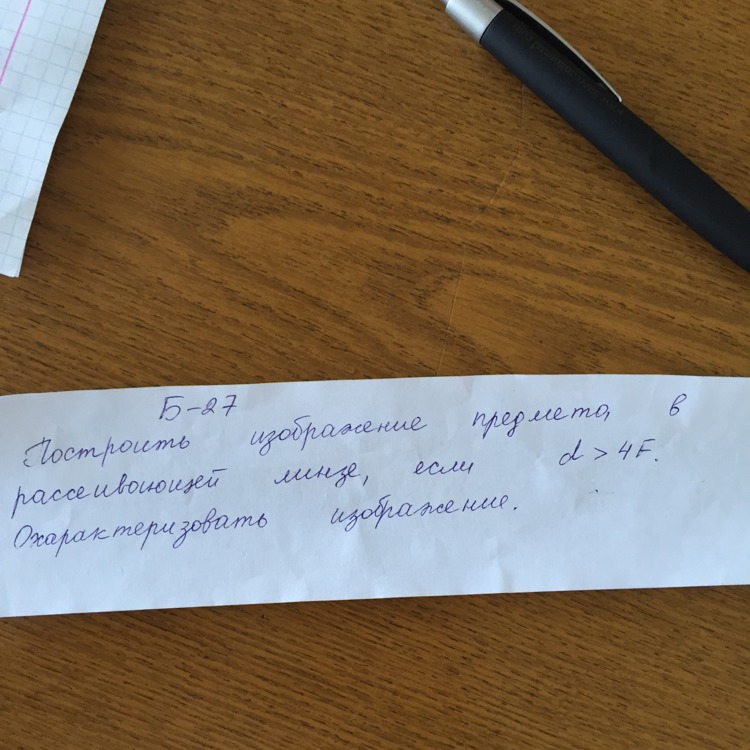 Б-27
Построить изображение предмета в
рассеивающей линзе, если d > 4F.
Охарактеризовать изображение.